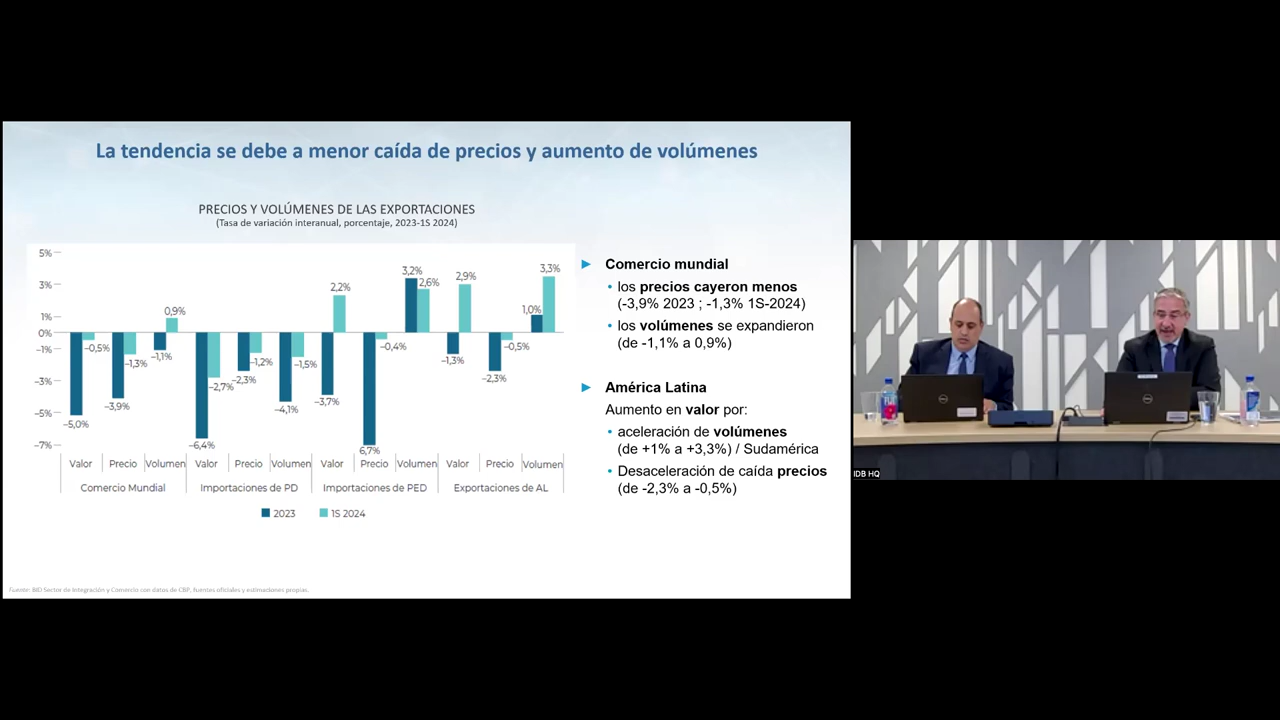 La tendencia se debe a menor caída de precios y aumento de volúmenes
PRECIOS Y VOLÚMENES DE LAS EXPORTACIONES
(Tasa de variación interanual, porcentaje, 2023-1S 2024)
5%
3%
1%
0%
−1%
−3%
−5%
−7%
−5,0%
−0,5%
−3,9%
−1,3%
−1,1%
0,9%
−6,4%
−2,7%
−2,3%
−1,2%
−4,1%
−1,5%
−3,7%
2,2%
6,7%
−0,4%
3,2%
2,6%
−1,3%
2,9%
−2,3%
−0,5%
1,0%
3,3%
Valor Precio Volumen Valor Precio Volumen Valor Precio Volumen Valor Precio Volumen
Comercio Mundial Importaciones de PD Importaciones de PED Exportaciones de AL
2023 1S 2024
Comercio mundial
• los precios cayeron menos
(-3,9% 2023 ; -1,3% 1S-2024)
• los volúmenes se expandieron
(de -1,1% a 0,9%)
América Latina
Aumento en valor por:
• aceleración de volúmenes
(de +1% a +3,3%) / Sudamérica
• Desaceleración de caída precios
(de -2,3% a -0,5%)
Fuente: BID Sector de Integración y Comercio con datos de CBP, fuentes oficiales y estimaciones propias.
IDB HQ